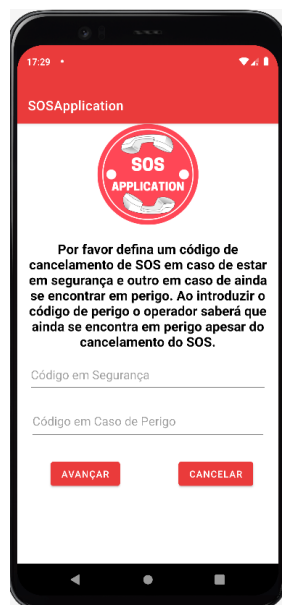 17:29
SOSApplication
SOS
APPLICATION
Por favor defina um código de
cancelamento de SOS em caso de estar
em segurança e outro em caso de ainda
se encontrar em perigo. Ao introduzir o
código de perigo o operador saberá que
ainda se encontra em perigo apesar do
cancelamento do SOS.
Código em Segurança
Código em Caso de Perigo
AVANÇAR CANCELAR